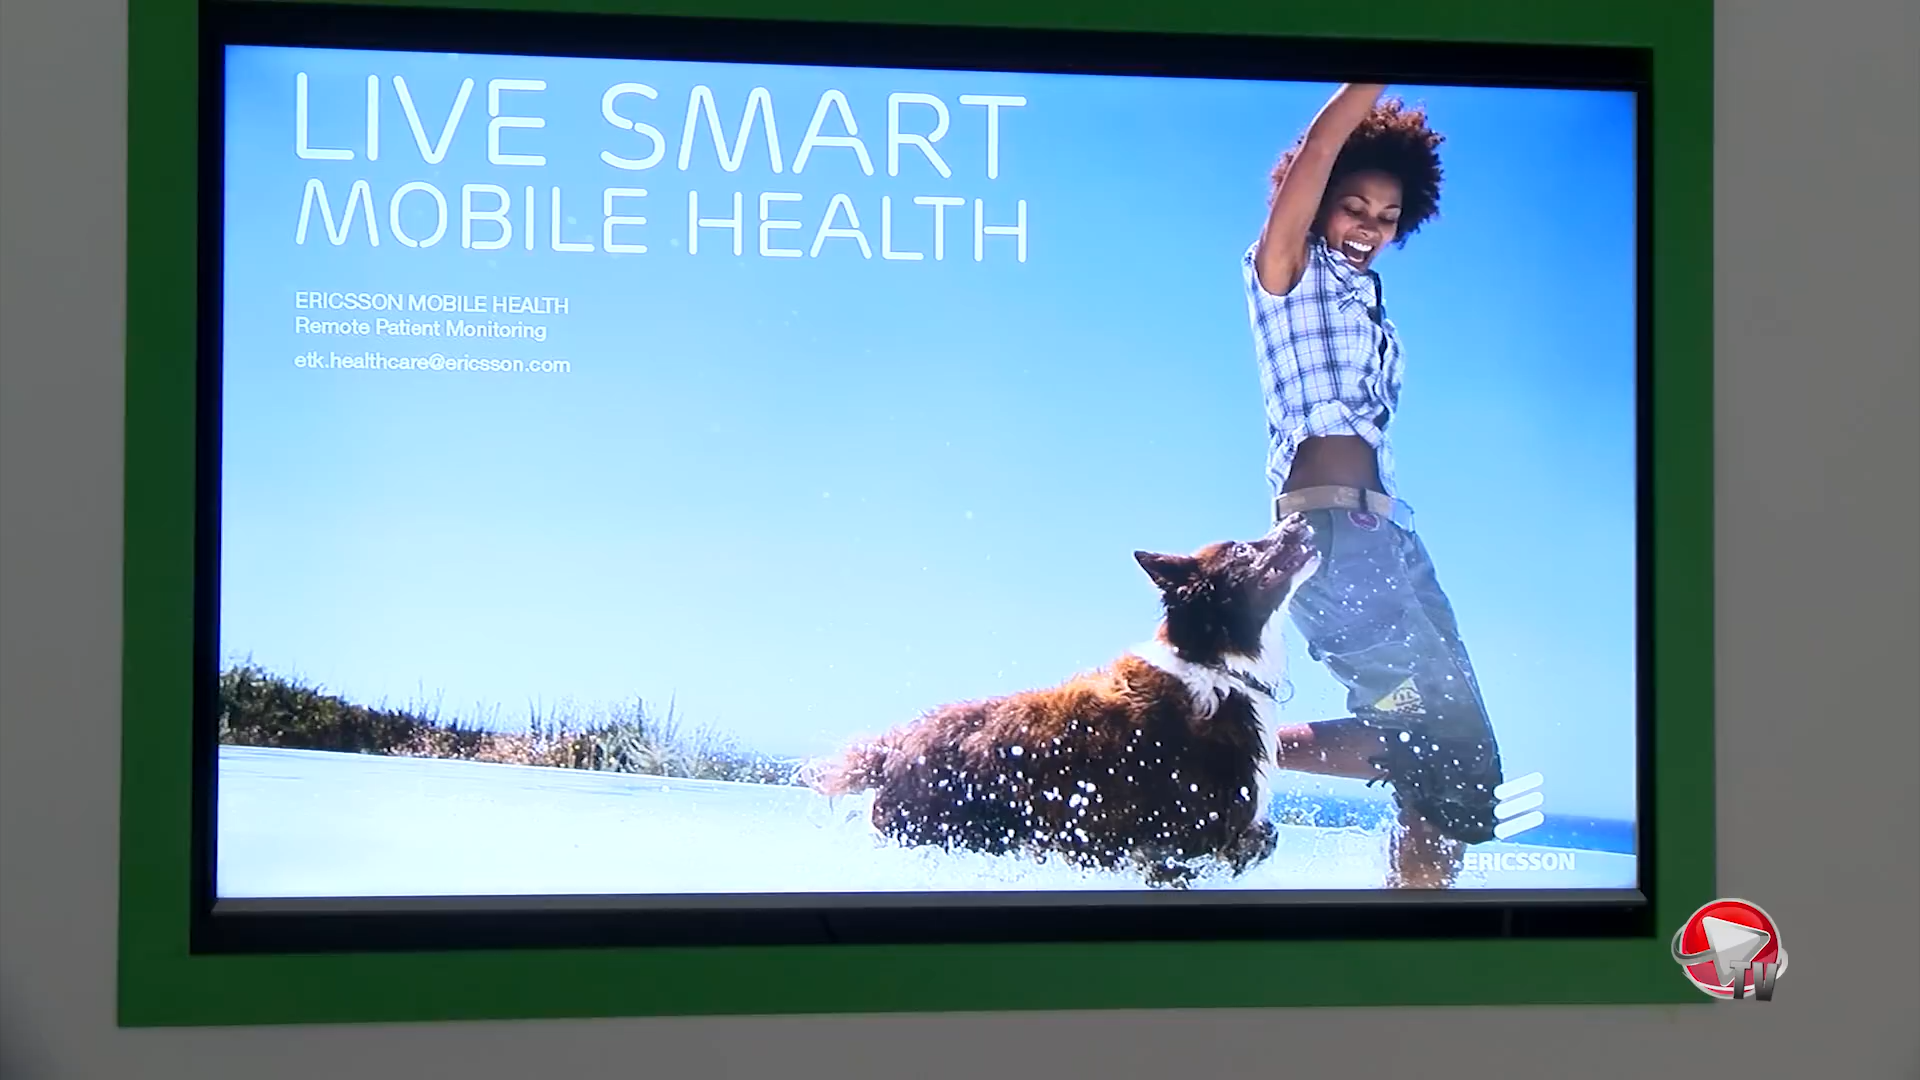 LIVE SMART
MOBILE HEALTH
ERICSSON MOBILE HEALTH
Remote Patient Monitoring
etk.healthcare@ericsson.com
ERICSSON
TV